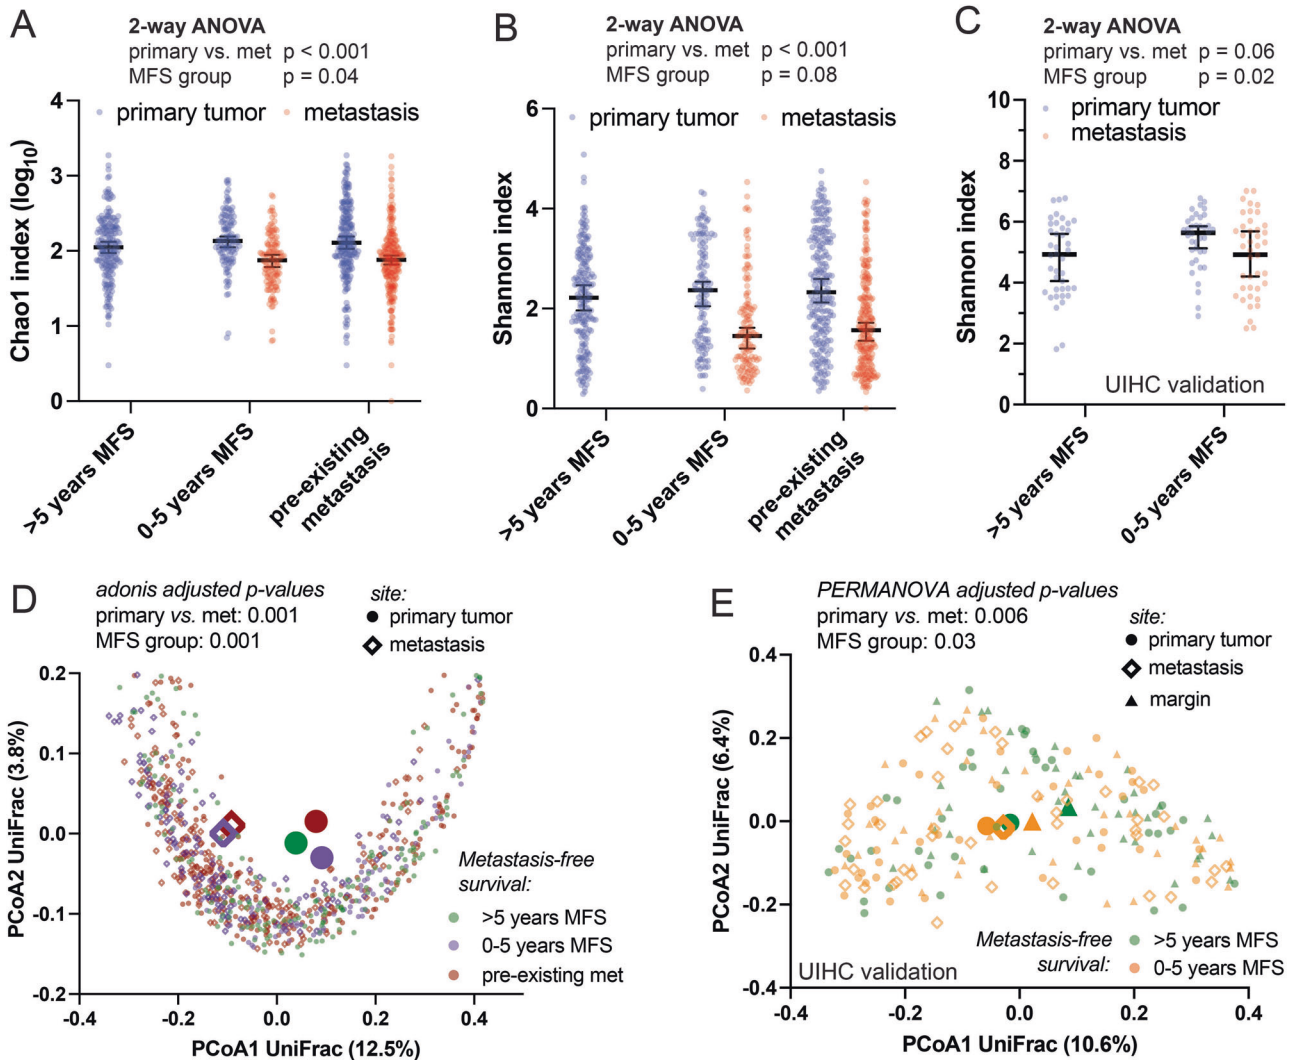 A
2-way ANOVA
primary vs. met p < 0.001
MFS group p = 0.04
primary tumor metastasis
Chao1 index (log10)
4
3
2
1
0
>5 years MFS
0-5 years MFS
pre-existing
metastasis
B
2-way ANOVA
primary vs. met p < 0.001
MFS group p = 0.08
primary tumor metastasis
Shannon index
6
4
2
0
>5 years MFS
0-5 years MFS
pre-existing
metastasis
C
2-way ANOVA
primary vs. met p = 0.06
MFS group p = 0.02
primary tumor
metastasis
Shannon index
10
8
6
4
2
0
UIHC validation
>5 years MFS
0-5 years MFS
D
adonis adjusted p-values
primary vs. met: 0.001
MFS group: 0.001
site:
primary tumor
metastasis
PCoA2 UniFrac (3.8%)
0.2
0.1
0.0
-0.1
-0.2
Metastasis-free
survival:
>5 years MFS
0-5 years MFS
pre-existing met
-0.4 -0.2 0.0 0.2 0.4
PCoA1 UniFrac (12.5%)
E
PERMANOVA adjusted p-values
primary vs. met: 0.006
MFS group: 0.03
site:
primary tumor
metastasis
margin
PCoA2 UniFrac (6.4%)
0.4
0.2
0.0
-0.2
-0.4
Metastasis-free
survival:
>5 years MFS
0-5 years MFS
UIHC validation
-0.4 -0.2 0.0 0.2 0.4
PCoA1 UniFrac (10.6%)